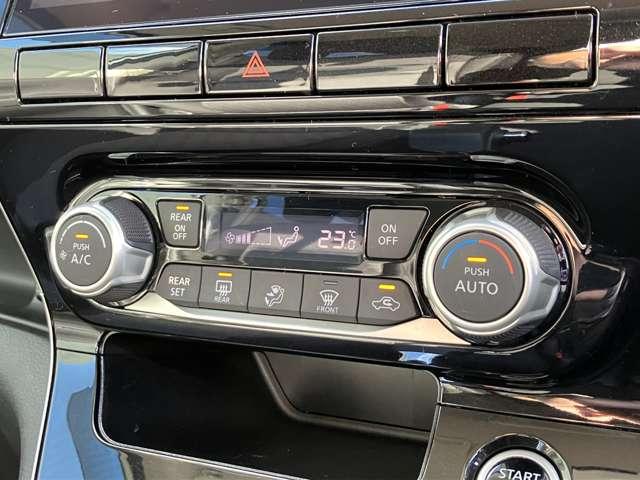 REAR
ON
OFF
23.0 ℃
ON
OFF
PUSH
A/C
REAR
SET
REAR
FRONT
PUSH
AUTO
START